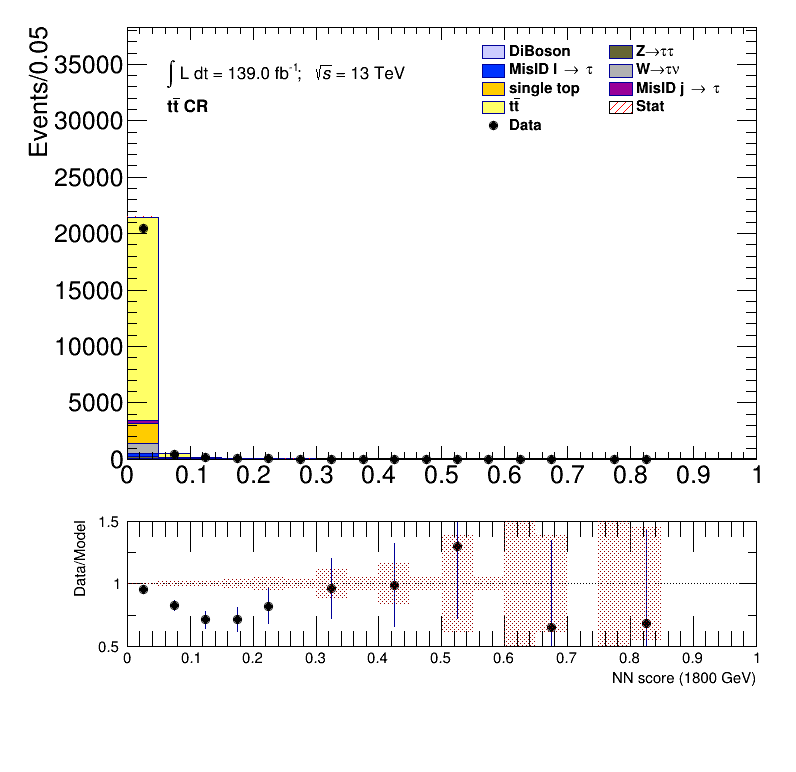 Events/0.05
35000
30000
25000
20000
15000
10000
5000
0
∫ L dt = 139.0 fb⁻¹; √s = 13 TeV
tt̄ CR
DiBoson
MisID l → τ
single top
tt̄
Data
Z→ττ
W→τν
MisID j → τ
Stat
0 0.1 0.2 0.3 0.4 0.5 0.6 0.7 0.8 0.9 1
Data/Model
1.5
1
0.5
0 0.1 0.2 0.3 0.4 0.5 0.6 0.7 0.8 0.9 1
NN score (1800 GeV)